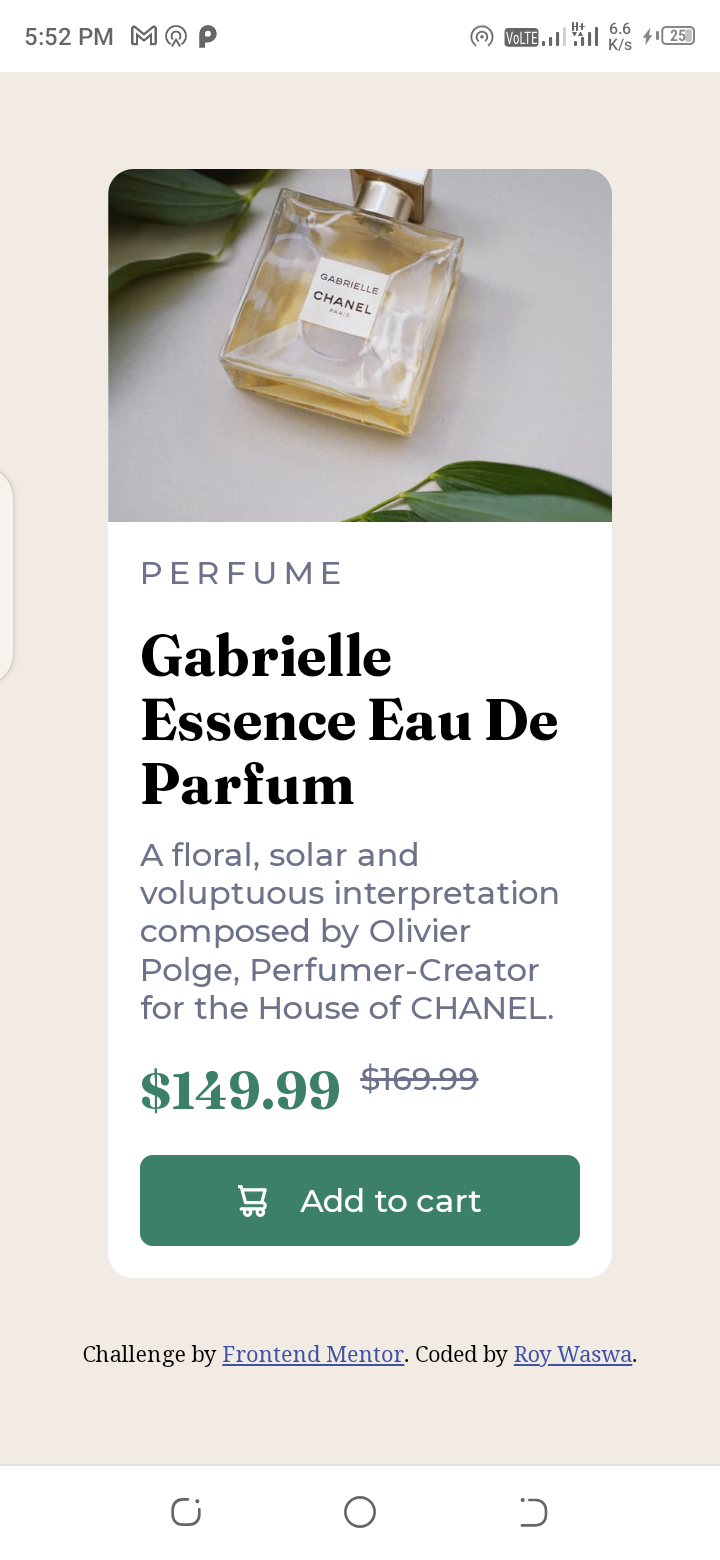 5:52 PM
VoLTE
H+
6.6
K/s
25
GABRIELLE
CHANEL
PARIS
PERFUME
Gabrielle
Essence Eau De
Parfum
A floral, solar and
voluptuous interpretation
composed by Olivier
Polge, Perfumer-Creator
for the House of CHANEL.
$149.99 $169.99
Add to cart
Challenge by Frontend Mentor. Coded by Roy Waswa.